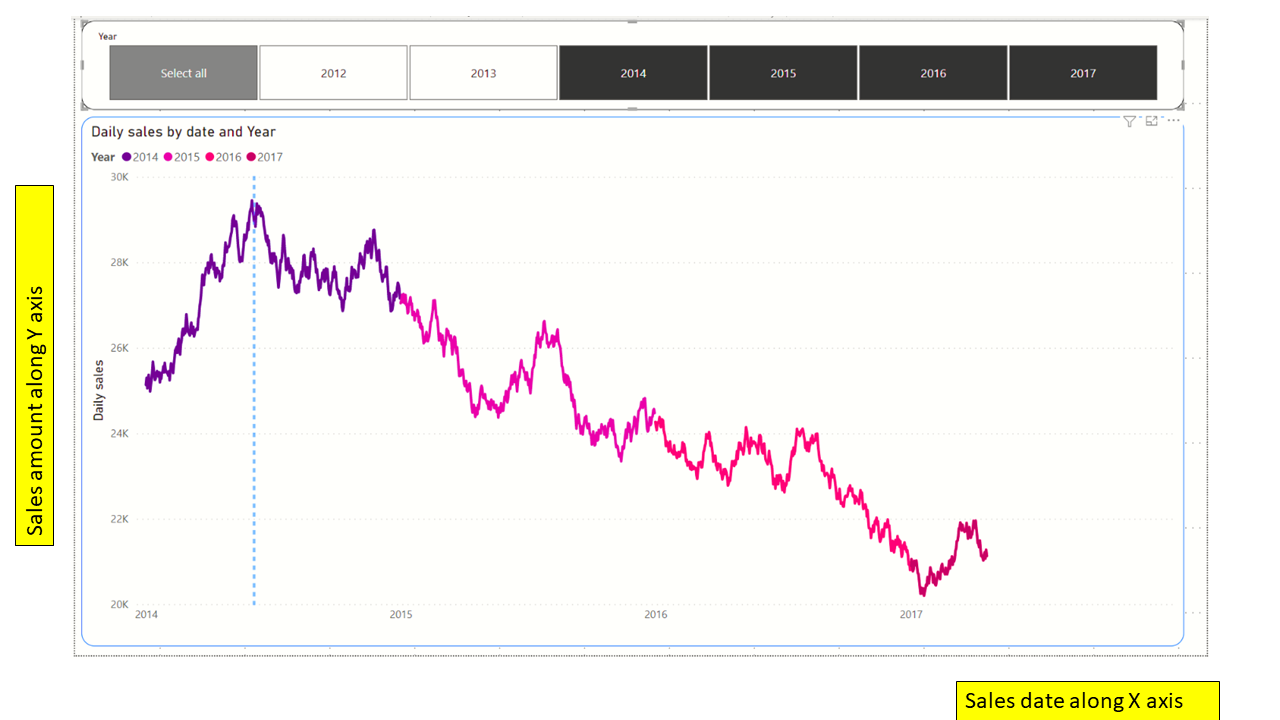 Year
Select all 2012 2013 2014 2015 2016 2017
Daily sales by date and Year
Year 2014 2015 2016 2017
30K
28K
26K
24K
22K
20K
Daily sales
2014 2015 2016 2017
Sales amount along Y axis
Sales date along X axis